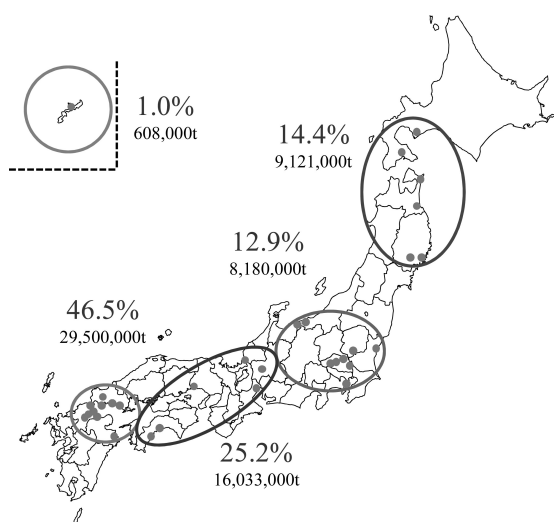 1.0%
608,000t
14.4%
9,121,000t
12.9%
8,180,000t
46.5%
29,500,000t
25.2%
16,033,000t